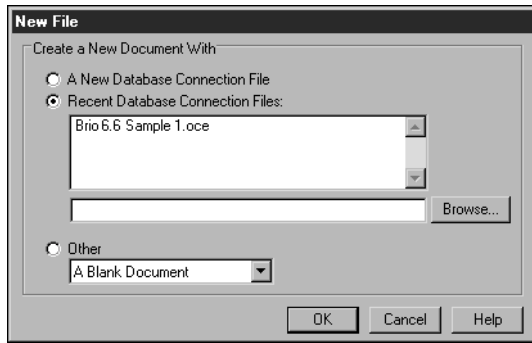 New File
Create a New Document With
A New Database Connection File
Recent Database Connection Files:
Brio 6.6 Sample 1.oce
Browse...
Other
A Blank Document
OK Cancel Help